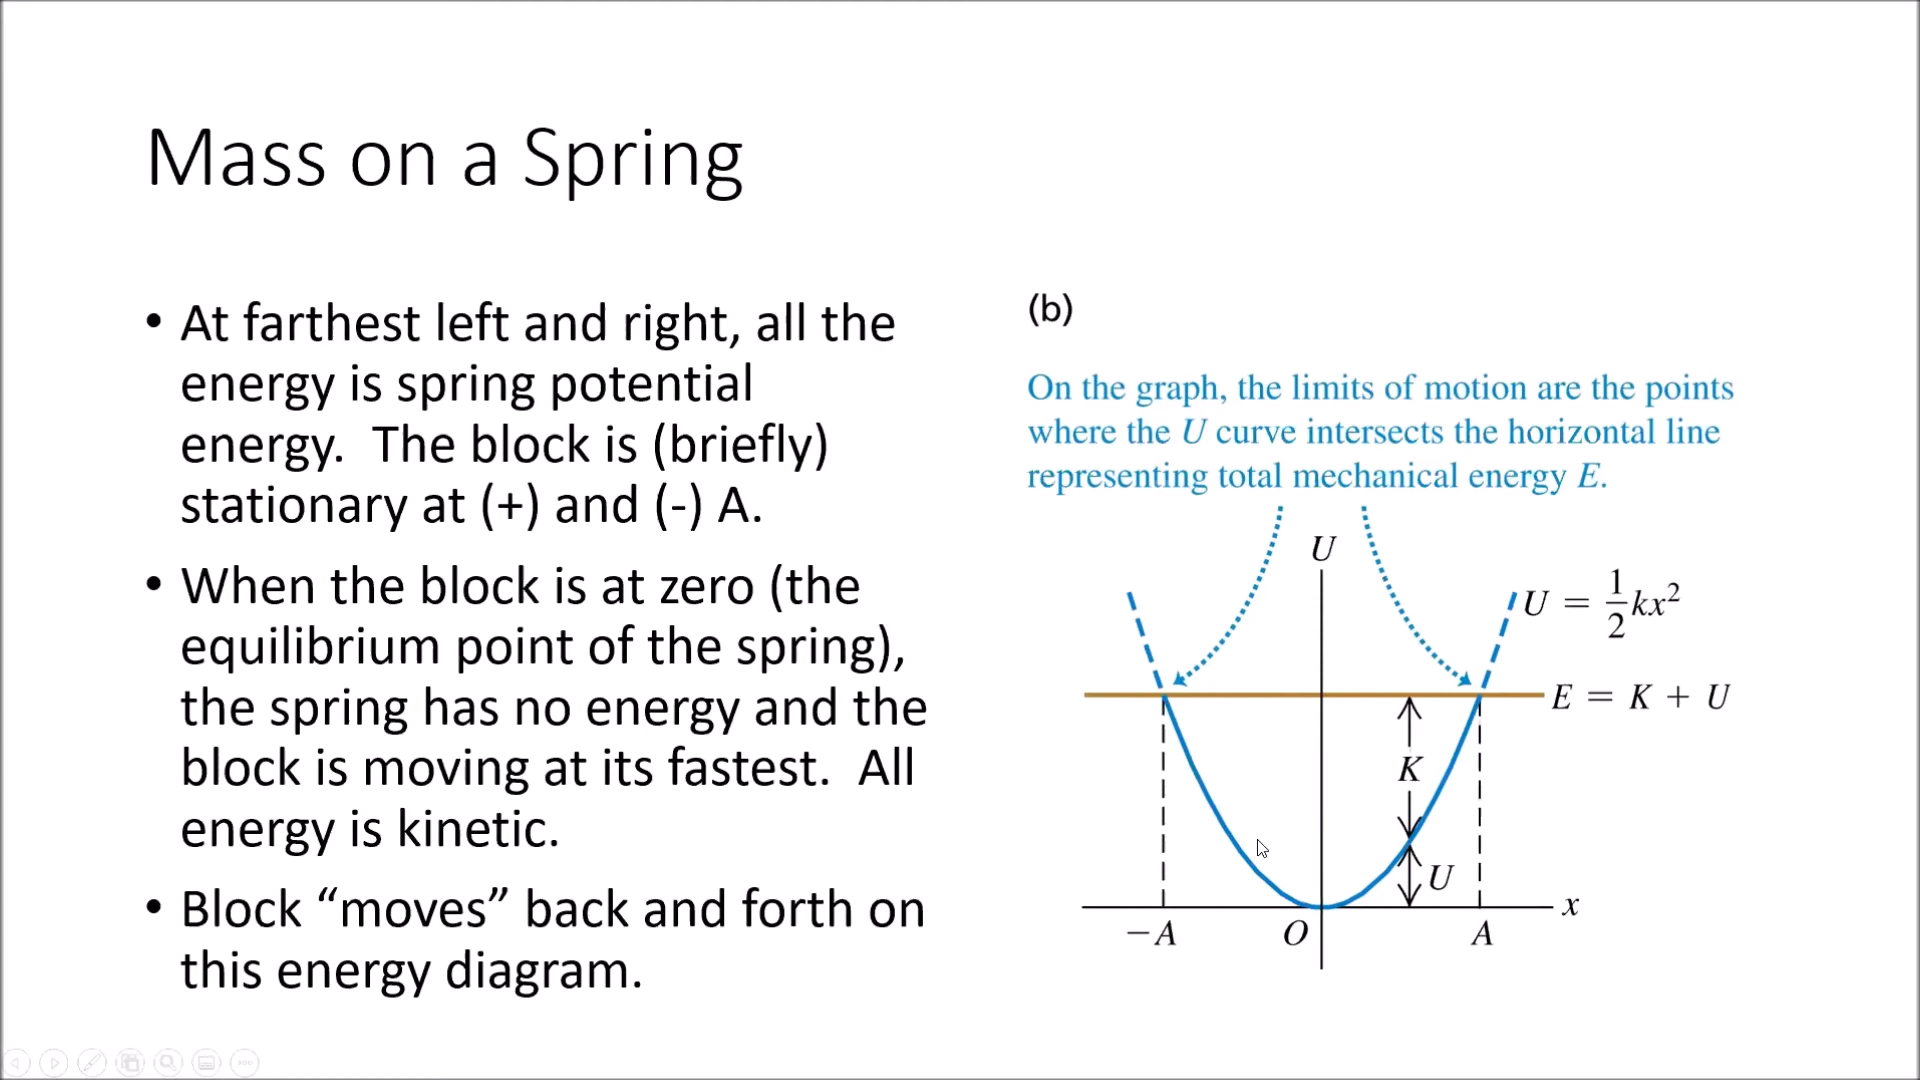 Mass on a Spring
• At farthest left and right, all the
energy is spring potential
energy.  The block is (briefly)
stationary at (+) and (-) A.
• When the block is at zero (the
equilibrium point of the spring),
the spring has no energy and the
block is moving at its fastest.  All
energy is kinetic.
• Block “moves” back and forth on
this energy diagram.
(b)
On the graph, the limits of motion are the points
where the U curve intersects the horizontal line
representing total mechanical energy E.
U
U = 1/2 kx²
E = K + U
K
U
x
−A
O
A